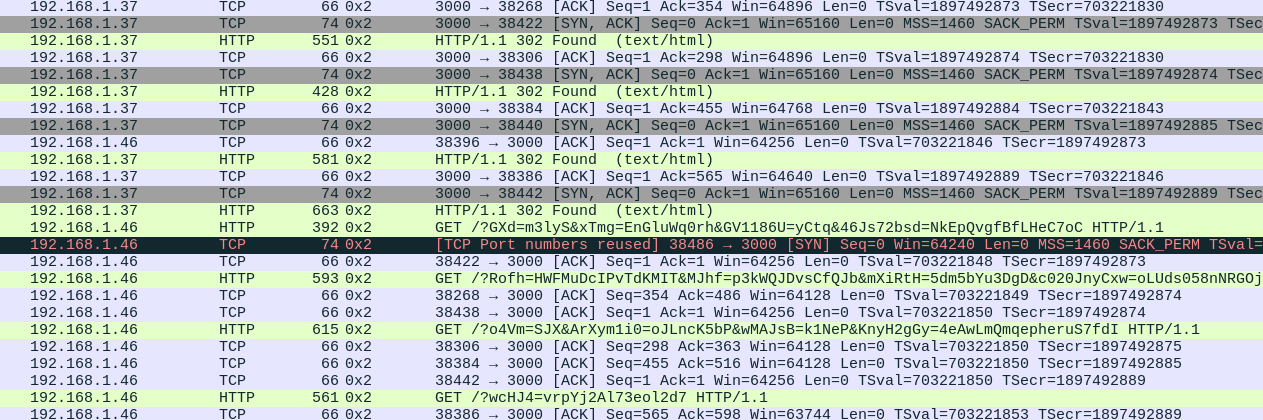 192.168.1.37 TCP 66 0x2 3000 → 38268 [ACK] Seq=1 Ack=354 Win=64896 Len=0 TSval=1897492873 TSecr=703221830
192.168.1.37 TCP 74 0x2 3000 → 38422 [SYN, ACK] Seq=0 Ack=1 Win=65160 Len=0 MSS=1460 SACK_PERM TSval=1897492873 TSec
192.168.1.37 HTTP 551 0x2 HTTP/1.1 302 Found (text/html)
192.168.1.37 TCP 66 0x2 3000 → 38306 [ACK] Seq=1 Ack=298 Win=64896 Len=0 TSval=1897492874 TSecr=703221830
192.168.1.37 TCP 74 0x2 3000 → 38438 [SYN, ACK] Seq=0 Ack=1 Win=65160 Len=0 MSS=1460 SACK_PERM TSval=1897492874 TSec
192.168.1.37 HTTP 428 0x2 HTTP/1.1 302 Found (text/html)
192.168.1.37 TCP 66 0x2 3000 → 38384 [ACK] Seq=1 Ack=455 Win=64768 Len=0 TSval=1897492884 TSecr=703221843
192.168.1.37 TCP 74 0x2 3000 → 38440 [SYN, ACK] Seq=0 Ack=1 Win=65160 Len=0 MSS=1460 SACK_PERM TSval=1897492885 TSec
192.168.1.46 TCP 66 0x2 38396 → 3000 [ACK] Seq=1 Ack=1 Win=64256 Len=0 TSval=703221846 TSecr=1897492873
192.168.1.37 HTTP 581 0x2 HTTP/1.1 302 Found (text/html)
192.168.1.37 TCP 66 0x2 3000 → 38386 [ACK] Seq=1 Ack=565 Win=64640 Len=0 TSval=1897492889 TSecr=703221846
192.168.1.37 TCP 74 0x2 3000 → 38442 [SYN, ACK] Seq=0 Ack=1 Win=65160 Len=0 MSS=1460 SACK_PERM TSval=1897492889 TSec
192.168.1.37 HTTP 663 0x2 HTTP/1.1 302 Found (text/html)
192.168.1.46 HTTP 392 0x2 GET /?GXd=m3lyS&xTmg=EnGluWq0rh&GV1186U=yCtq&46Js72bsd=NkEpQvgfBfLHeC7oC HTTP/1.1
192.168.1.46 TCP 74 0x2 [TCP Port numbers reused] 38486 → 3000 [SYN] Seq=0 Win=64240 Len=0 MSS=1460 SACK_PERM TSval=
192.168.1.46 TCP 66 0x2 38422 → 3000 [ACK] Seq=1 Ack=1 Win=64256 Len=0 TSval=703221848 TSecr=1897492873
192.168.1.46 HTTP 593 0x2 GET /?Rofh=HWFMuDcIPvTdKMIT&MJhf=p3kWQJDvsCfQJb&mXiRtH=5dm5bYu3DgD&c020JnyCxw=oLUds058nNRGOj
192.168.1.46 TCP 66 0x2 38268 → 3000 [ACK] Seq=354 Ack=486 Win=64128 Len=0 TSval=703221849 TSecr=1897492874
192.168.1.46 TCP 66 0x2 38438 → 3000 [ACK] Seq=1 Ack=1 Win=64256 Len=0 TSval=703221850 TSecr=1897492874
192.168.1.46 HTTP 615 0x2 GET /?o4Vm=SJX&ArXym1i0=oJLncK5bP&wMAJsB=k1NeP&KnyH2gGy=4eAwLmQmqepheruS7fdI HTTP/1.1
192.168.1.46 TCP 66 0x2 38306 → 3000 [ACK] Seq=298 Ack=363 Win=64128 Len=0 TSval=703221850 TSecr=1897492875
192.168.1.46 TCP 66 0x2 38384 → 3000 [ACK] Seq=455 Ack=516 Win=64128 Len=0 TSval=703221850 TSecr=1897492885
192.168.1.46 TCP 66 0x2 38442 → 3000 [ACK] Seq=1 Ack=1 Win=64256 Len=0 TSval=703221850 TSecr=1897492889
192.168.1.46 HTTP 561 0x2 GET /?wcHJ4=vrpYj2Al73eol2d7 HTTP/1.1
192.168.1.46 TCP 66 0x2 38386 → 3000 [ACK] Seq=565 Ack=598 Win=63744 Len=0 TSval=703221853 TSecr=1897492889